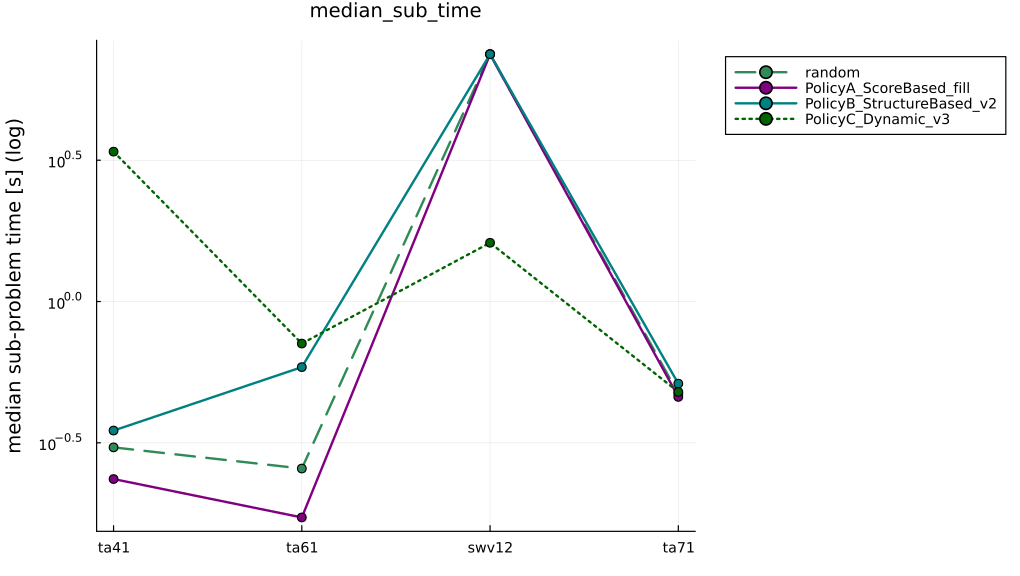 median_sub_time
median sub-problem time [s] (log)
10^0.5
10^0.0
10^−0.5
ta41
ta61
swv12
ta71
random
PolicyA_ScoreBased_fill
PolicyB_StructureBased_v2
PolicyC_Dynamic_v3